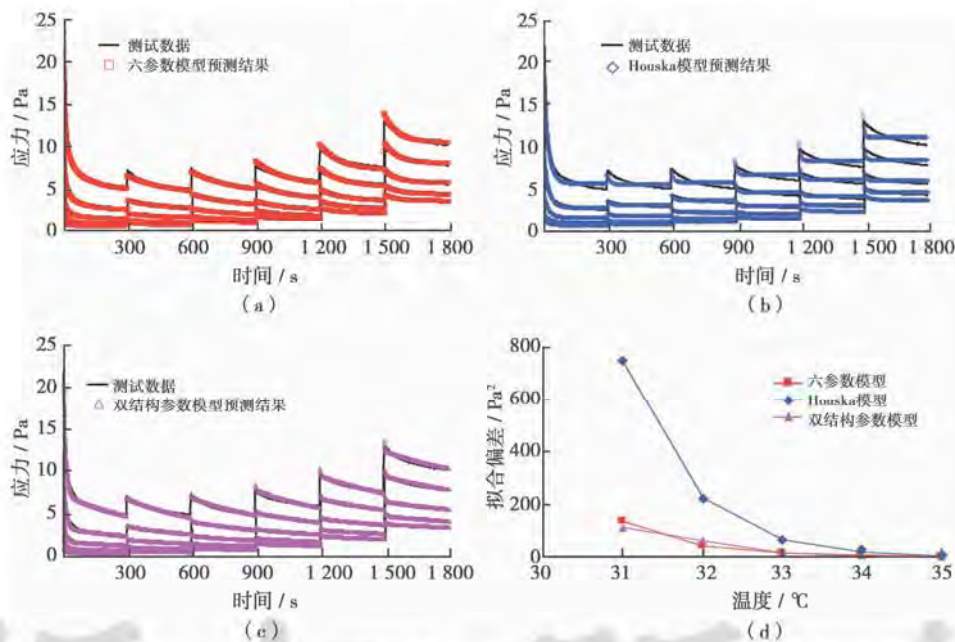 25
20
15
10
5
0
应力 / Pa
测试数据
六参数模型预测结果
300 600 900 1 200 1 500 1 800
时间 / s
（a）
25
20
15
10
5
0
应力 / Pa
测试数据
Houska模型预测结果
300 600 900 1 200 1 500 1 800
时间 / s
（b）
25
20
15
10
5
0
应力 / Pa
测试数据
双结构参数模型预测结果
300 600 900 1 200 1 500 1 800
时间 / s
（c）
800
600
400
200
0
拟合偏差 / Pa²
六参数模型
Houska模型
双结构参数模型
30 31 32 33 34 35
温度 / ℃
（d）